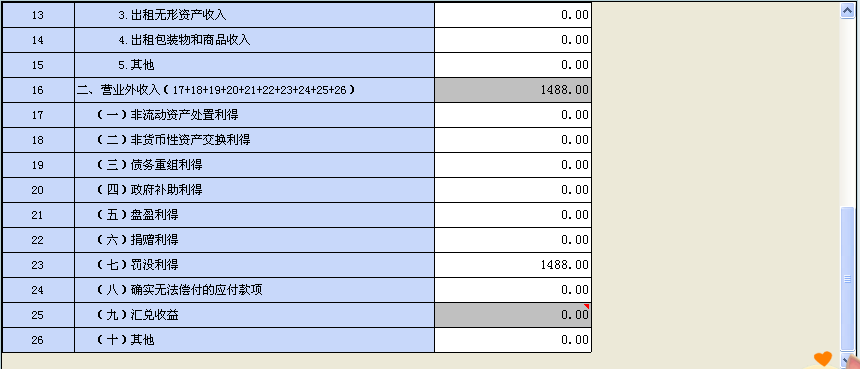 13 3.出租无形资产收入 0.00
14 4.出租包装物和商品收入 0.00
15 5.其他 0.00
16 二、营业外收入(17+18+19+20+21+22+23+24+25+26) 1488.00
17 (一)非流动资产处置利得 0.00
18 (二)非货币性资产交换利得 0.00
19 (三)债务重组利得 0.00
20 (四)政府补助利得 0.00
21 (五)盘盈利得 0.00
22 (六)捐赠利得 0.00
23 (七)罚没利得 1488.00
24 (八)确实无法偿付的应付款项 0.00
25 (九)汇兑收益 0.00
26 (十)其他 0.00